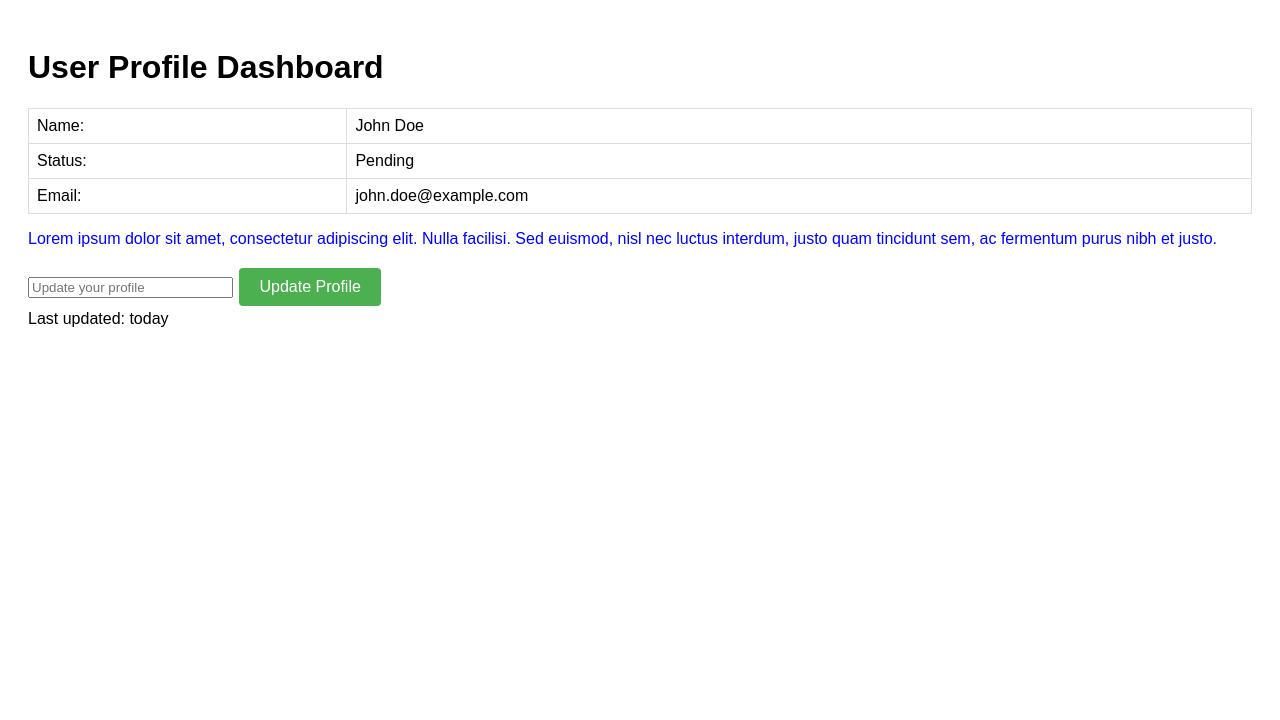 User Profile Dashboard
Name: John Doe
Status: Pending
Email: john.doe@example.com
Lorem ipsum dolor sit amet, consectetur adipiscing elit. Nulla facilisi. Sed euismod, nisl nec luctus interdum, justo quam tincidunt sem, ac fermentum purus nibh et justo.
Update your profile Update Profile
Last updated: today